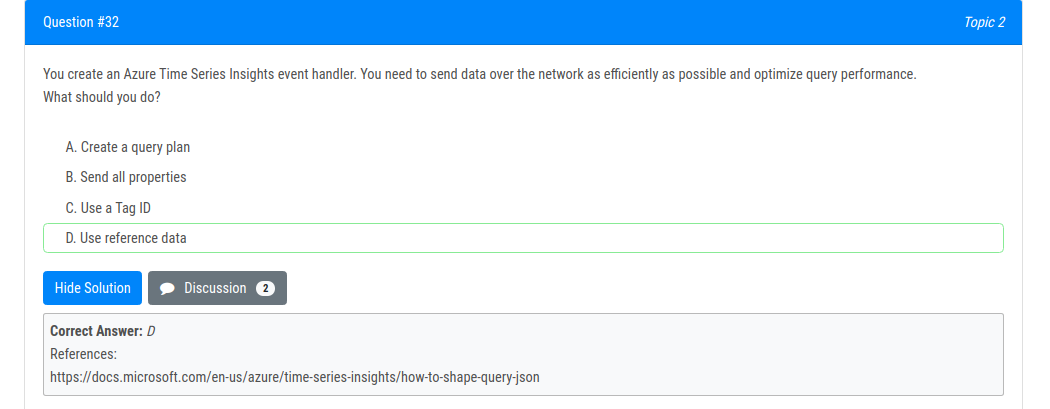 Question #32
Topic 2
You create an Azure Time Series Insights event handler. You need to send data over the network as efficiently as possible and optimize query performance.
What should you do?
A. Create a query plan
B. Send all properties
C. Use a Tag ID
D. Use reference data
Hide Solution
Discussion 2
Correct Answer: D
References:
https://docs.microsoft.com/en-us/azure/time-series-insights/how-to-shape-query-json